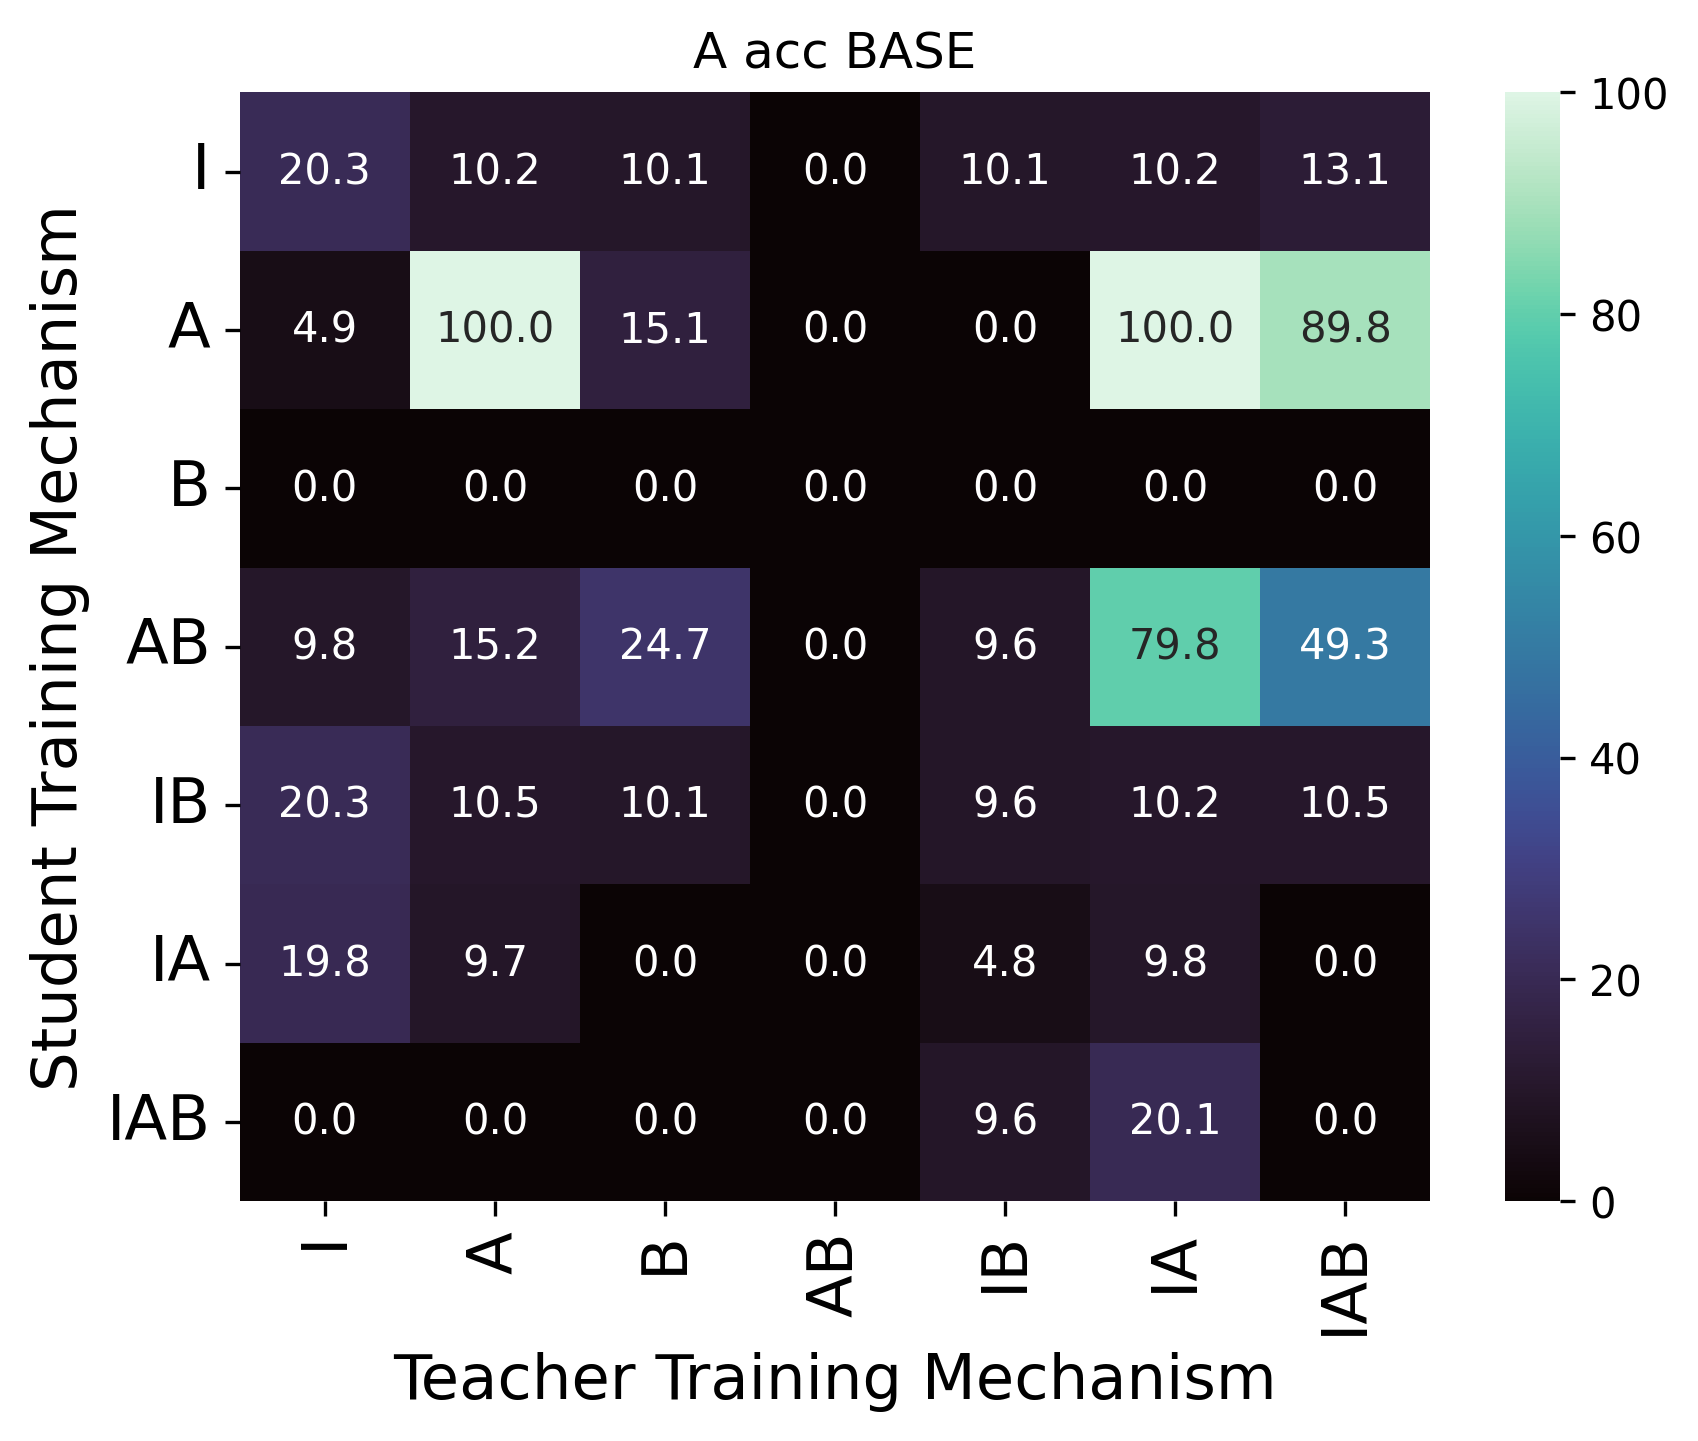 A acc BASE
Student Training Mechanism
I 20.3 10.2 10.1 0.0 10.1 10.2 13.1
A 4.9 100.0 15.1 0.0 0.0 100.0 89.8
B 0.0 0.0 0.0 0.0 0.0 0.0 0.0
AB 9.8 15.2 24.7 0.0 9.6 79.8 49.3
IB 20.3 10.5 10.1 0.0 9.6 10.2 10.5
IA 19.8 9.7 0.0 0.0 4.8 9.8 0.0
IAB 0.0 0.0 0.0 0.0 9.6 20.1 0.0
I A B AB IB IA IAB
Teacher Training Mechanism
100
80
60
40
20
0